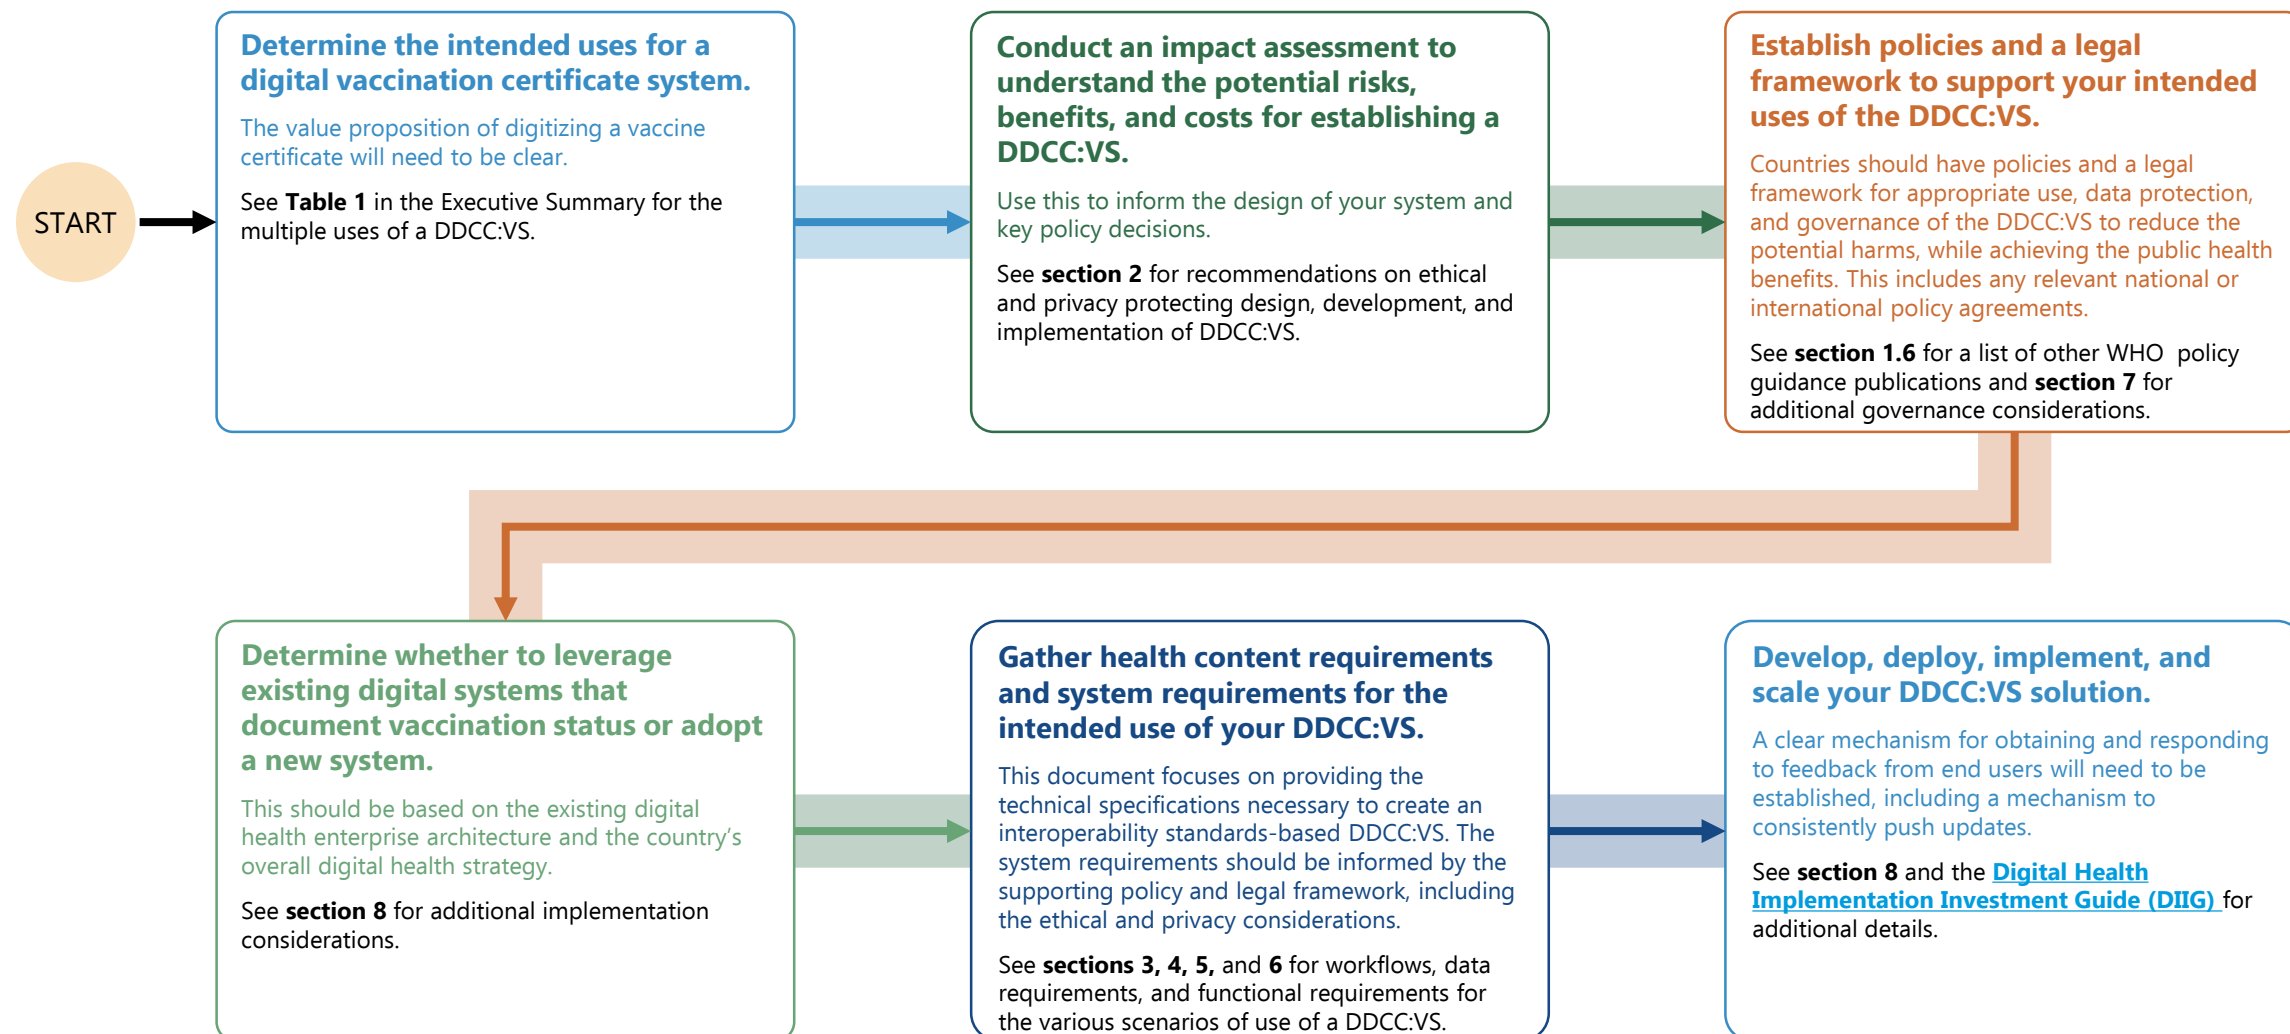 START
Determine the intended uses for a
digital vaccination certificate system.
The value proposition of digitizing a vaccine
certificate will need to be clear.
See Table 1 in the Executive Summary for the
multiple uses of a DDCC:VS.
Conduct an impact assessment to
understand the potential risks,
benefits, and costs for establishing a
DDCC:VS.
Use this to inform the design of your system and
key policy decisions.
See section 2 for recommendations on ethical
and privacy protecting design, development, and
implementation of DDCC:VS.
Establish policies and a legal
framework to support your intended
uses of the DDCC:VS.
Countries should have policies and a legal
framework for appropriate use, data protection,
and governance of the DDCC:VS to reduce the
potential harms, while achieving the public health
benefits. This includes any relevant national or
international policy agreements.
See section 1.6 for a list of other WHO policy
guidance publications and section 7 for
additional governance considerations.
Determine whether to leverage
existing digital systems that
document vaccination status or adopt
a new system.
This should be based on the existing digital
health enterprise architecture and the country’s
overall digital health strategy.
See section 8 for additional implementation
considerations.
Gather health content requirements
and system requirements for the
intended use of your DDCC:VS.
This document focuses on providing the
technical specifications necessary to create an
interoperability standards-based DDCC:VS. The
system requirements should be informed by the
supporting policy and legal framework, including
the ethical and privacy considerations.
See sections 3, 4, 5, and 6 for workflows, data
requirements, and functional requirements for
the various scenarios of use of a DDCC:VS.
Develop, deploy, implement, and
scale your DDCC:VS solution.
A clear mechanism for obtaining and responding
to feedback from end users will need to be
established, including a mechanism to
consistently push updates.
See section 8 and the Digital Health
Implementation Investment Guide (DIIG) for
additional details.